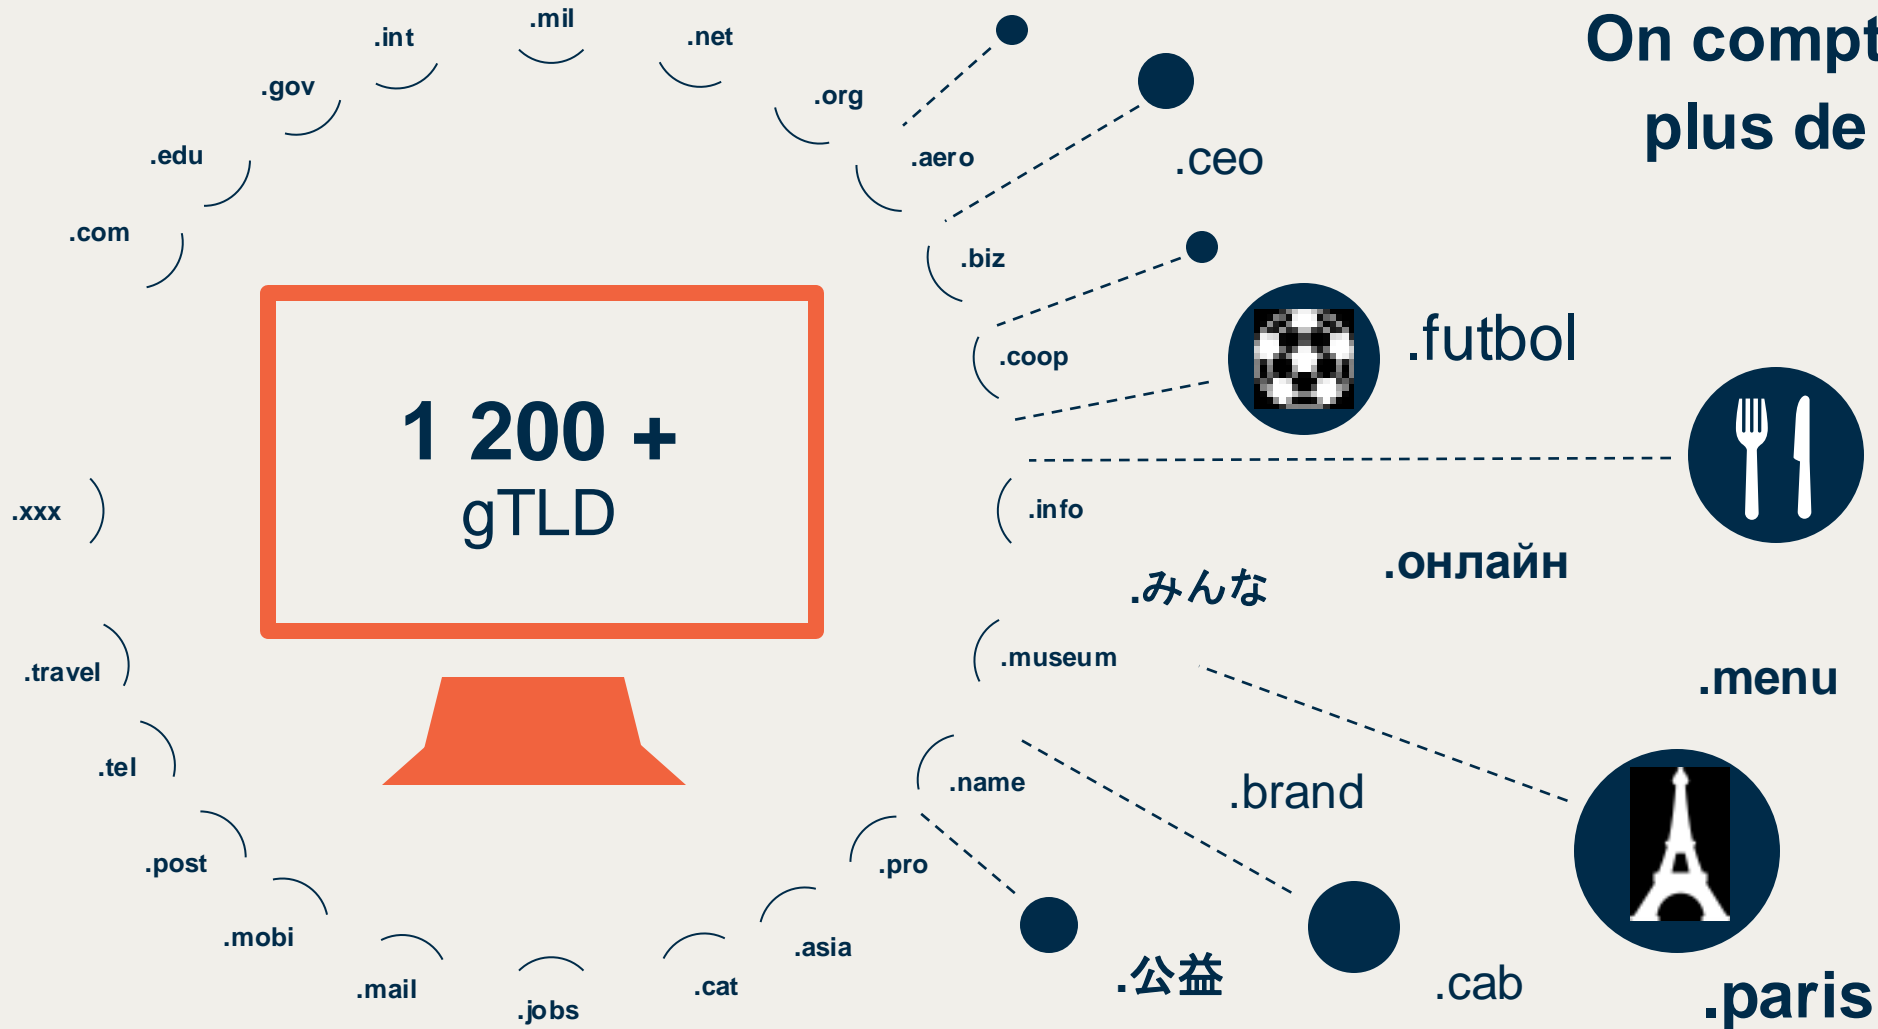 On compt
plus de
.mil
.int
.net
.gov
.org
.edu
.aero
.ceo
.com
.biz
.futbol
.coop
1 200 +
gTLD
.xxx
.info
.онлайн
.みんな
.museum
.travel
.menu
.tel
.name
.brand
.post
.pro
.mobi
.asia
.公益
.cab
.paris
.mail
.cat
.jobs